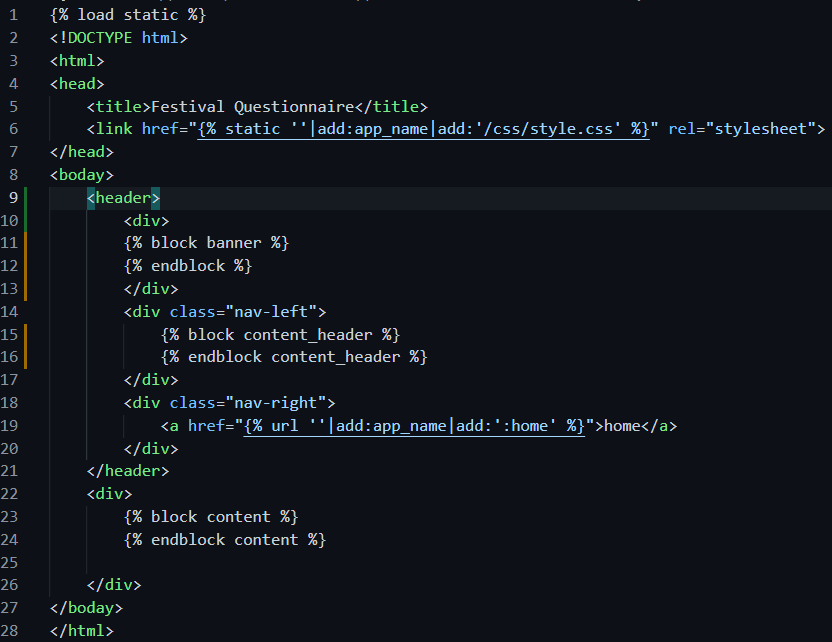 1 {% load static %}
2 <!DOCTYPE html>
3 <html>
4 <head>
5     <title>Festival Questionnaire</title>
6     <link href="{% static ''|add:app_name|add:'/css/style.css' %}" rel="stylesheet">
7 </head>
8 <boday>
9     <header>
10         <div>
11         {% block banner %}
12         {% endblock %}
13         </div>
14         <div class="nav-left">
15             {% block content_header %}
16             {% endblock content_header %}
17         </div>
18         <div class="nav-right">
19             <a href="{% url ''|add:app_name|add:':home' %}">home</a>
20         </div>
21     </header>
22     <div>
23         {% block content %}
24         {% endblock content %}
25
26     </div>
27 </boday>
28 </html>